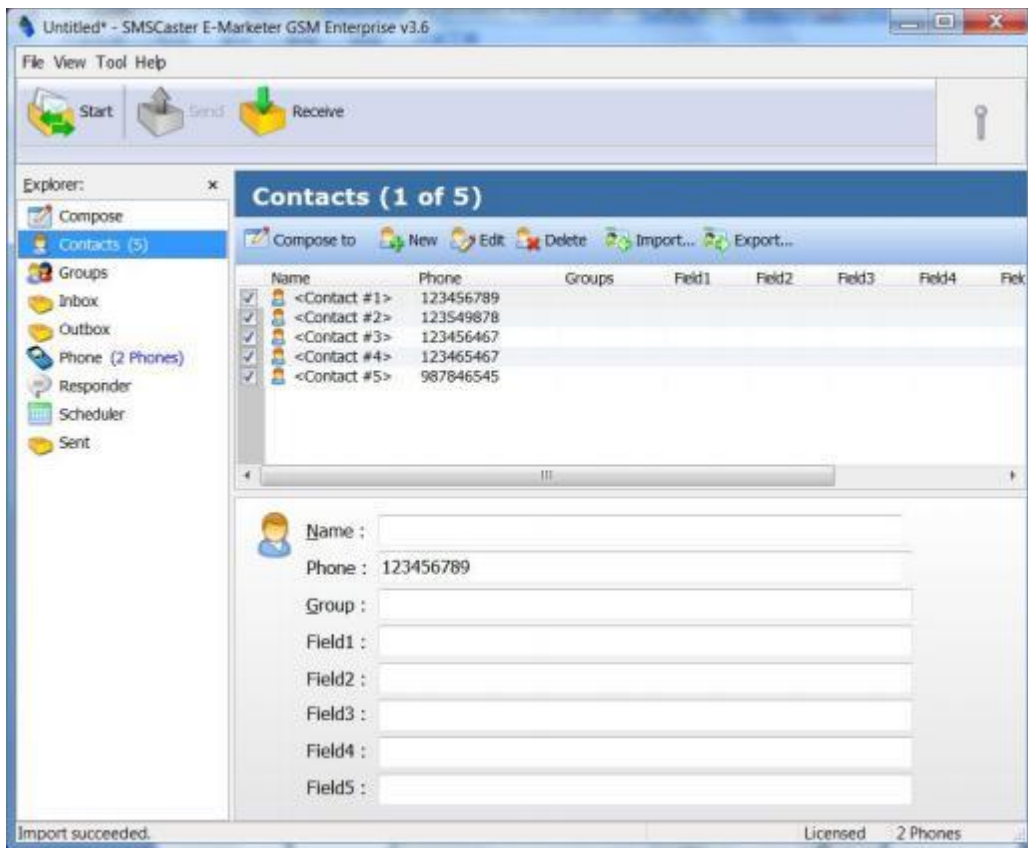 Untitled* - SMSCaster E-Marketer GSM Enterprise v3.6
File View Tool Help
Start Send Receive
Explorer: x
Compose
Contacts (5)
Groups
Inbox
Outbox
Phone (2 Phones)
Responder
Scheduler
Sent
Contacts (1 of 5)
Compose to New Edit Delete Import... Export...
Name Phone Groups Field1 Field2 Field3 Field4
<Contact #1> 123456789
<Contact #2> 123549878
<Contact #3> 123456467
<Contact #4> 123465467
<Contact #5> 987846545
Name :
Phone : 123456789
Group :
Field1 :
Field2 :
Field3 :
Field4 :
Field5 :
Import succeeded. Licensed 2 Phones